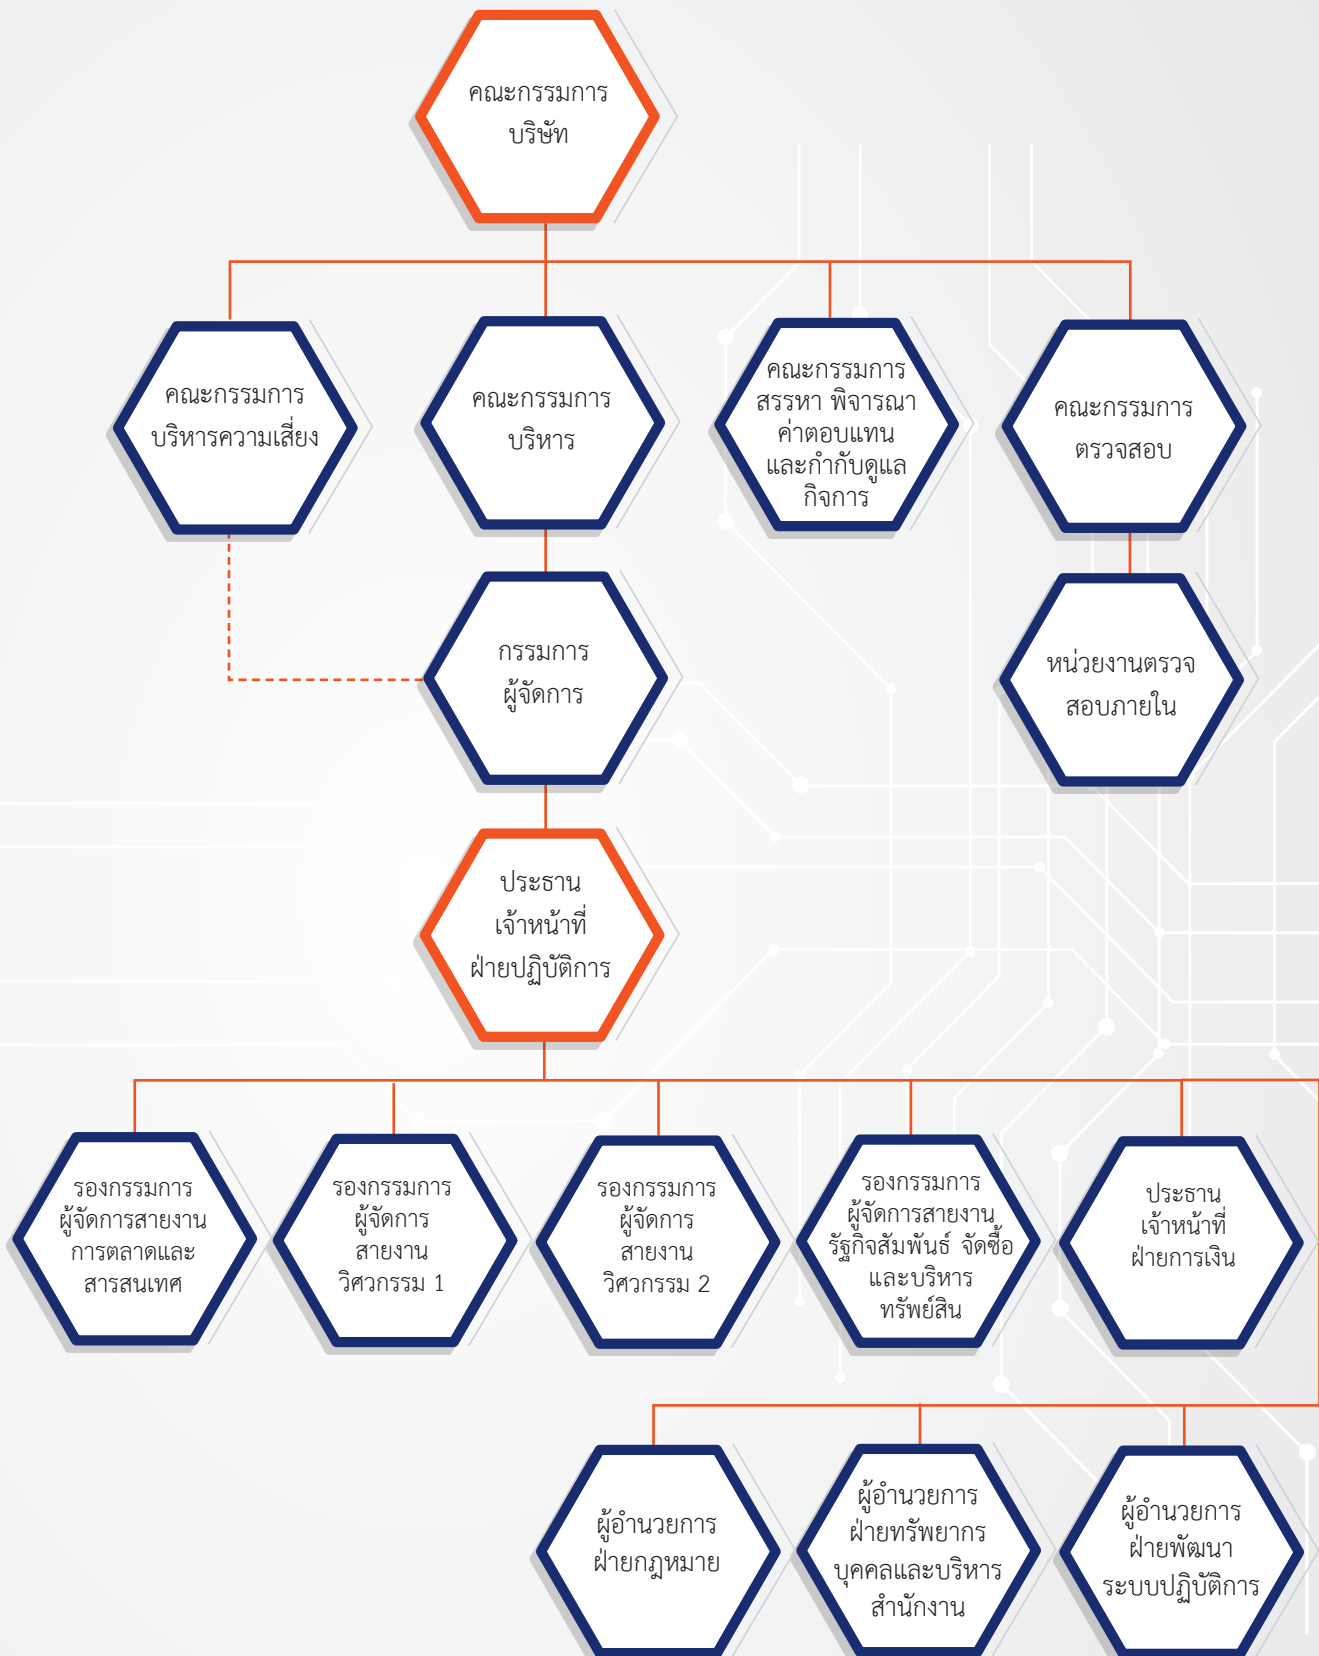 คณะกรรมการ
บริษัท
คณะกรรมการ
บริหารความเสี่ยง
คณะกรรมการ
บริหาร
คณะกรรมการ
สรรหา พิจารณา
ค่าตอบแทน
และกำกับดูแล
กิจการ
คณะกรรมการ
ตรวจสอบ
กรรมการ
ผู้จัดการ
หน่วยงานตรวจ
สอบภายใน
ประธาน
เจ้าหน้าที่
ฝ่ายปฏิบัติการ
รองกรรมการ
ผู้จัดการสายงาน
การตลาดและ
สารสนเทศ
รองกรรมการ
ผู้จัดการ
สายงาน
วิศวกรรม 1
รองกรรมการ
ผู้จัดการ
สายงาน
วิศวกรรม 2
รองกรรมการ
ผู้จัดการสายงาน
รัฐกิจสัมพันธ์ จัดซื้อ
และบริหาร
ทรัพย์สิน
ประธาน
เจ้าหน้าที่
ฝ่ายการเงิน
ผู้อำนวยการ
ฝ่ายกฎหมาย
ผู้อำนวยการ
ฝ่ายทรัพยากร
บุคคลและบริหาร
สำนักงาน
ผู้อำนวยการ
ฝ่ายพัฒนา
ระบบปฏิบัติการ